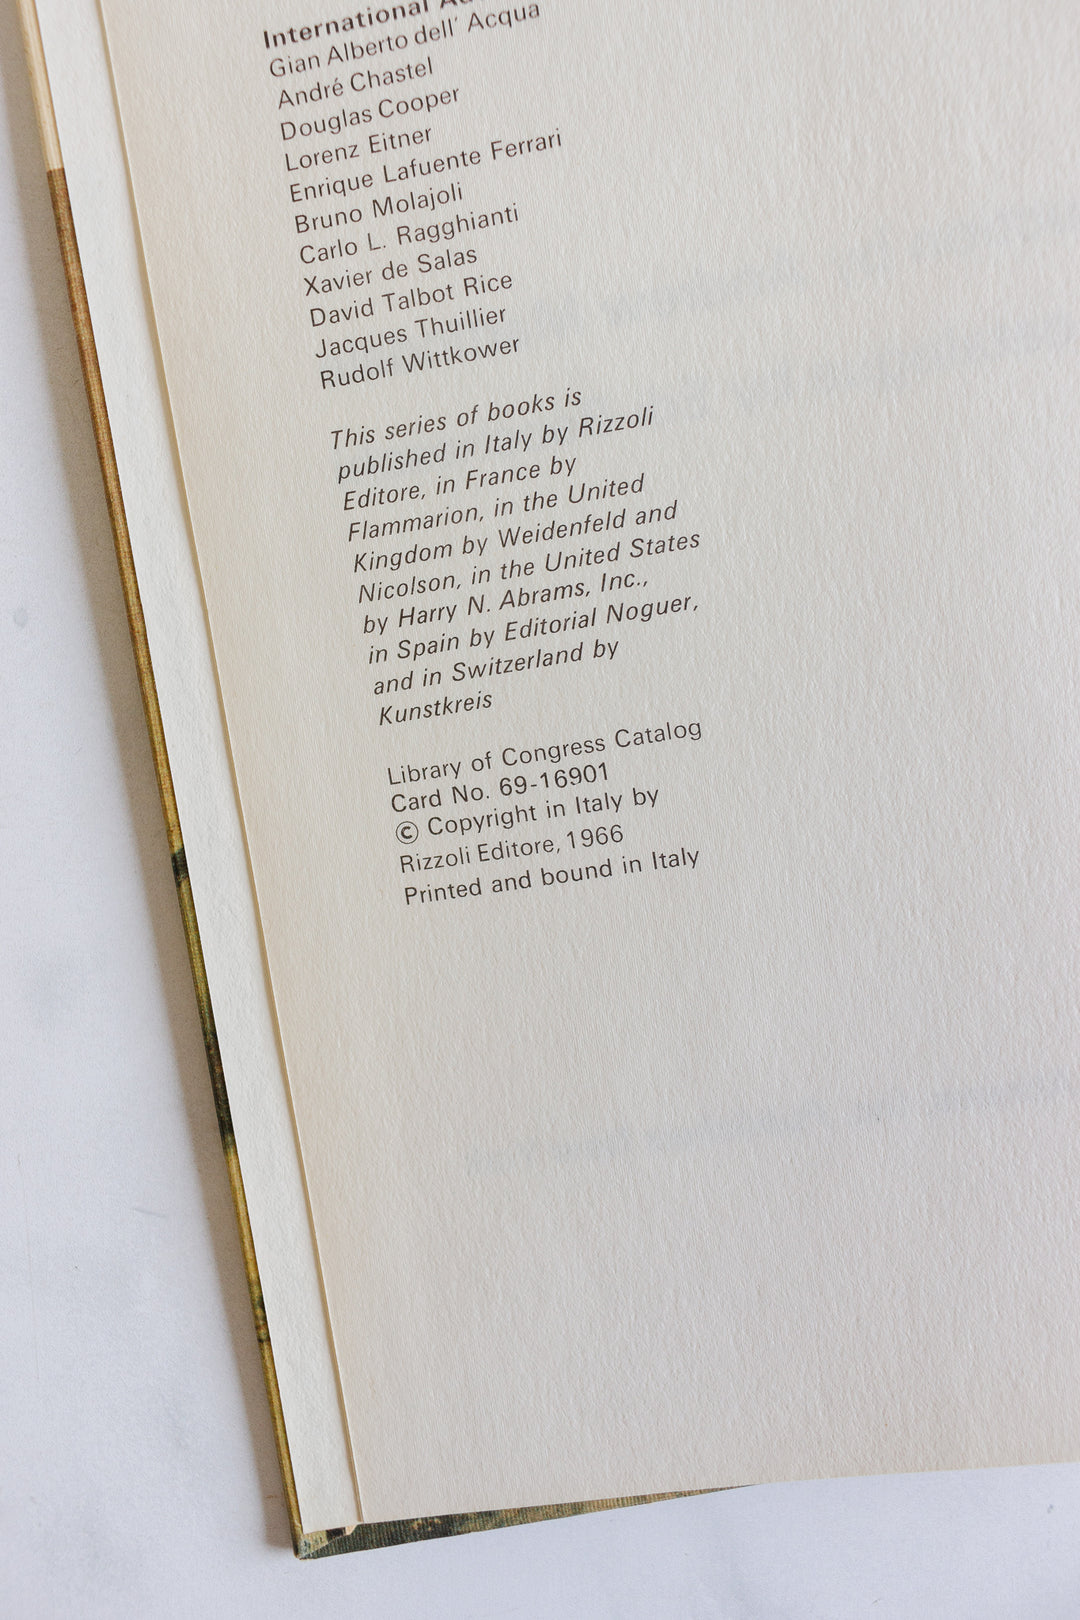 International
Gian Alberto dell' Acqua
André Chastel
Douglas Cooper
Lorenz Eitner
Enrique Lafuente Ferrari
Bruno Molajoli
Carlo L. Ragghianti
Xavier de Salas
David Talbot Rice
Jacques Thuillier
Rudolf Wittkower
This series of books is
published in Italy by Rizzoli
Editore, in France by
Flammarion, in the United
Kingdom by Weidenfeld and
Nicolson, in the United States
by Harry N. Abrams, Inc.,
in Spain by Editorial Noguer,
and in Switzerland by
Kunstkreis
Library of Congress Catalog
Card No. 69-16901
© Copyright in Italy by
Rizzoli Editore, 1966
Printed and bound in Italy